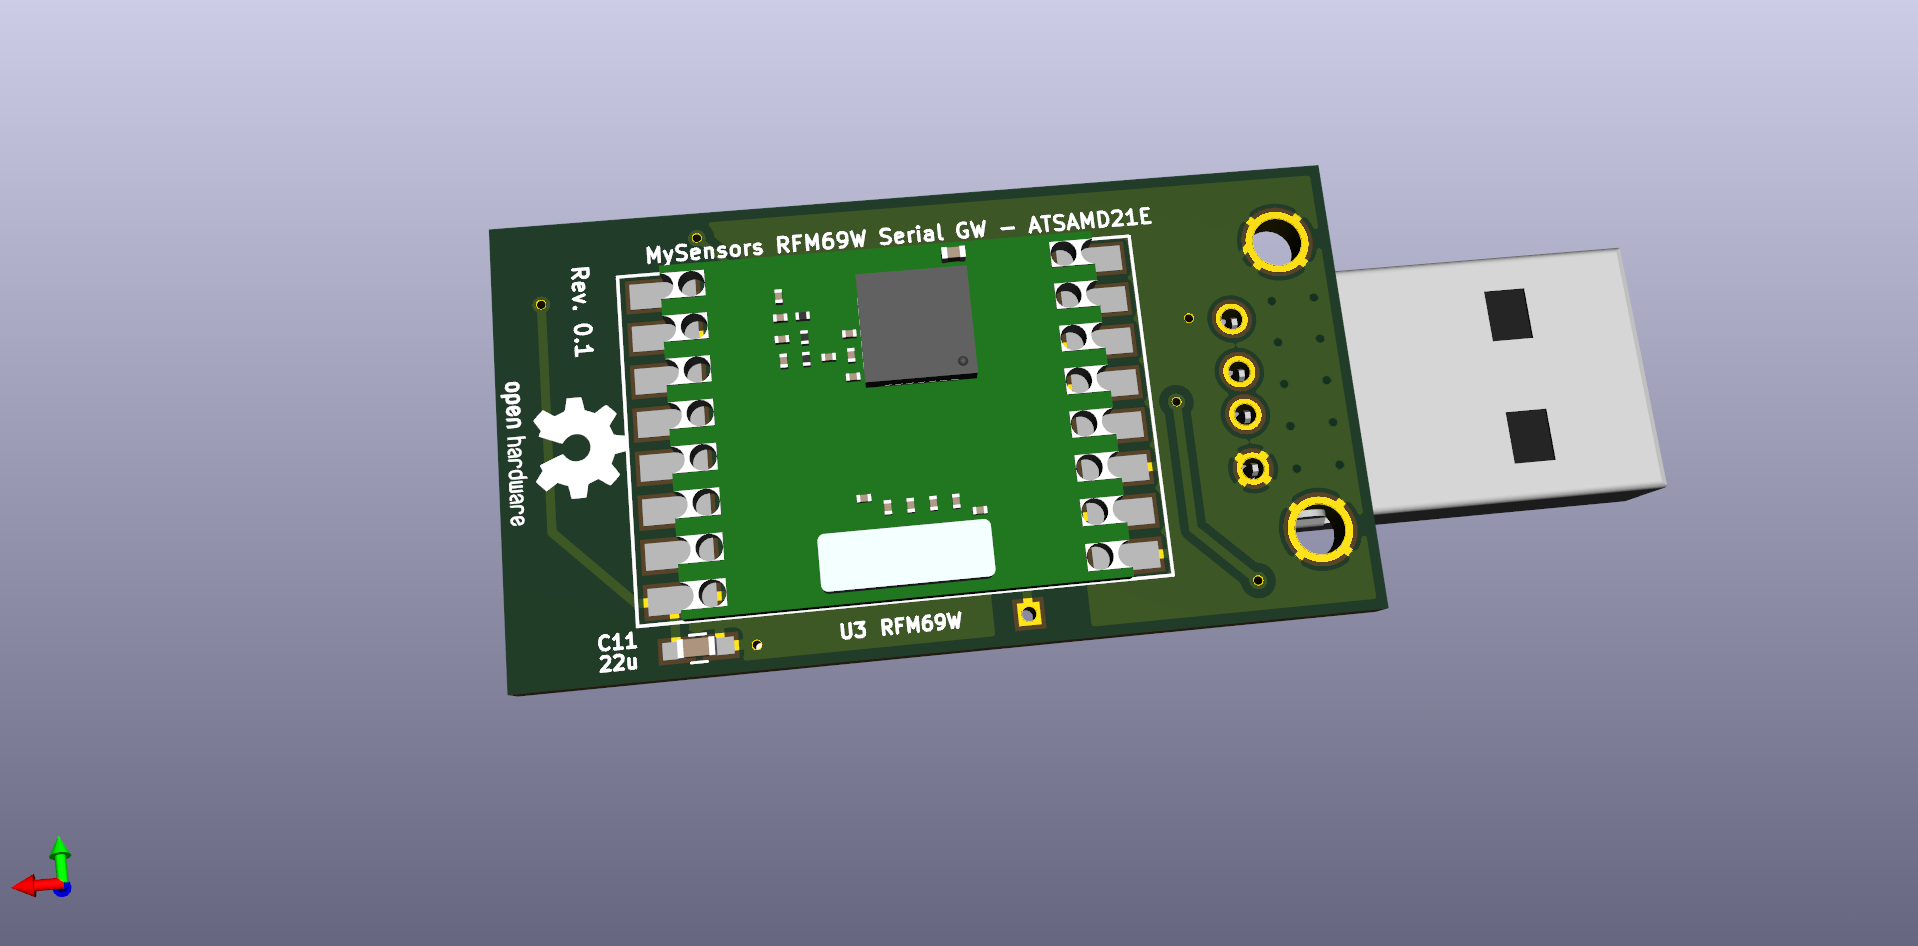 MySensors RFM69W Serial GW – ATSAMD21E
Rev. 0.1
open hardware
C11
22u
U3 RFM69W